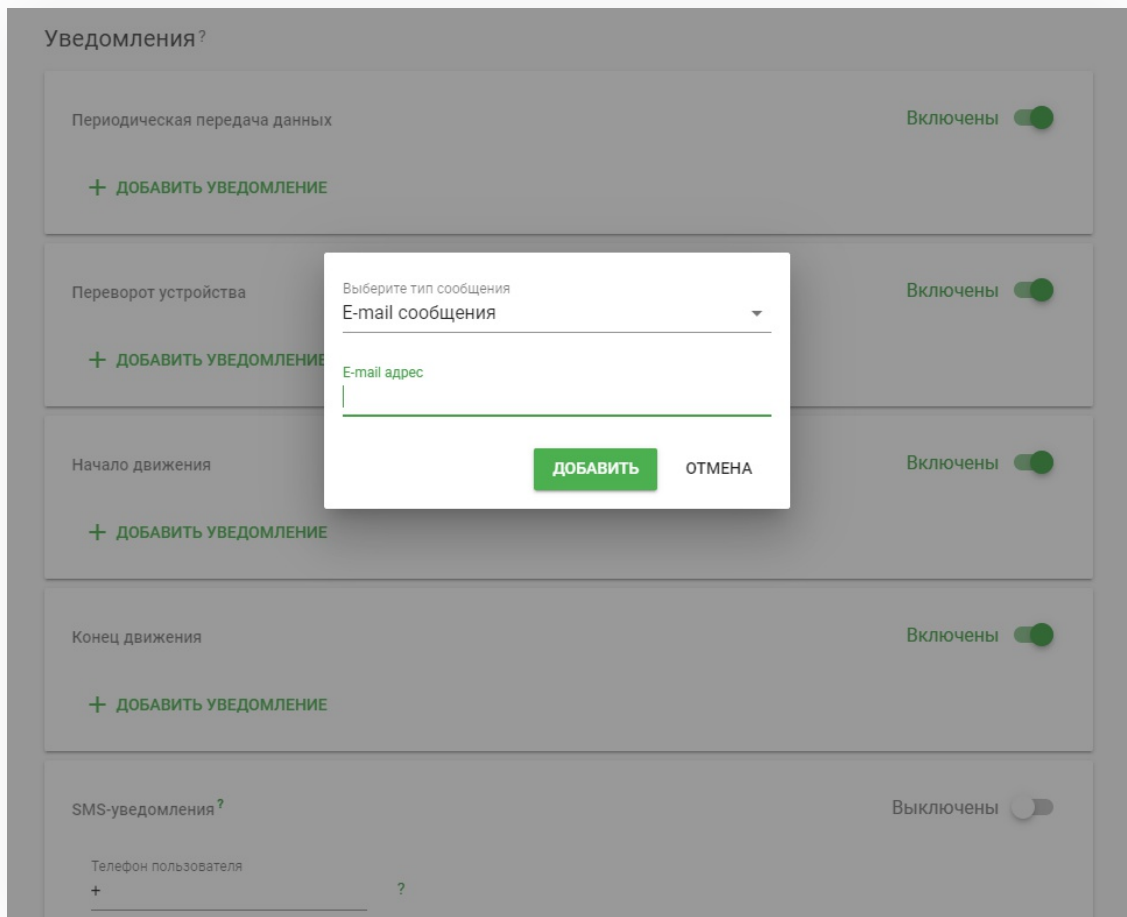 Уведомления?
Периодическая передача данных
Включены
+ ДОБАВИТЬ УВЕДОМЛЕНИЕ
Переворот устройства
Включены
+ ДОБАВИТЬ УВЕДОМЛЕНИЕ
Выберите тип сообщения
E-mail сообщения
E-mail адрес
ДОБАВИТЬ
ОТМЕНА
Начало движения
Включены
+ ДОБАВИТЬ УВЕДОМЛЕНИЕ
Конец движения
Включены
+ ДОБАВИТЬ УВЕДОМЛЕНИЕ
SMS-уведомления?
Выключены
Телефон пользователя
+
?